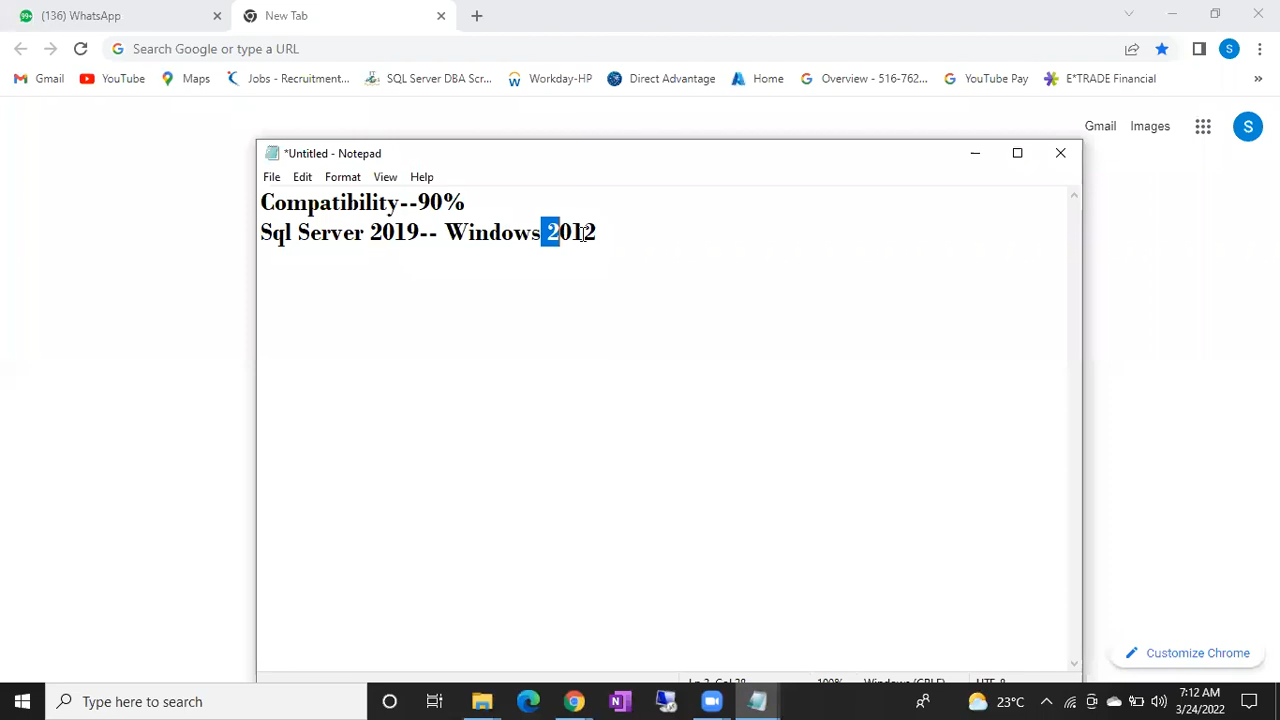 (136) WhatsApp
New Tab
Search Google or type a URL
Gmail
YouTube
Maps
Jobs - Recruitment...
SQL Server DBA Scr...
Workday-HP
Direct Advantage
Home
Overview - 516-762...
YouTube Pay
E*TRADE Financial
»
Gmail
Images
S
*Untitled - Notepad
File
Edit
Format
View
Help
Compatibility--90%
Sql Server 2019-- Windows 2012
Customize Chrome
100%
Type here to search
23°C
7:12 AM
3/24/2022